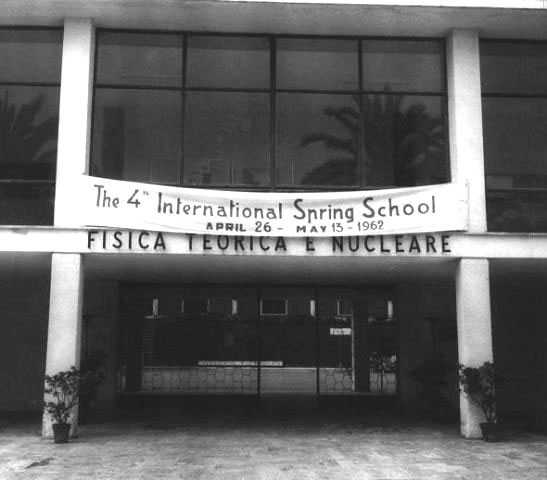 The 4th International Spring School
APRIL 26 - MAY 13 - 1962
FISICA TEORICA E NUCLEARE